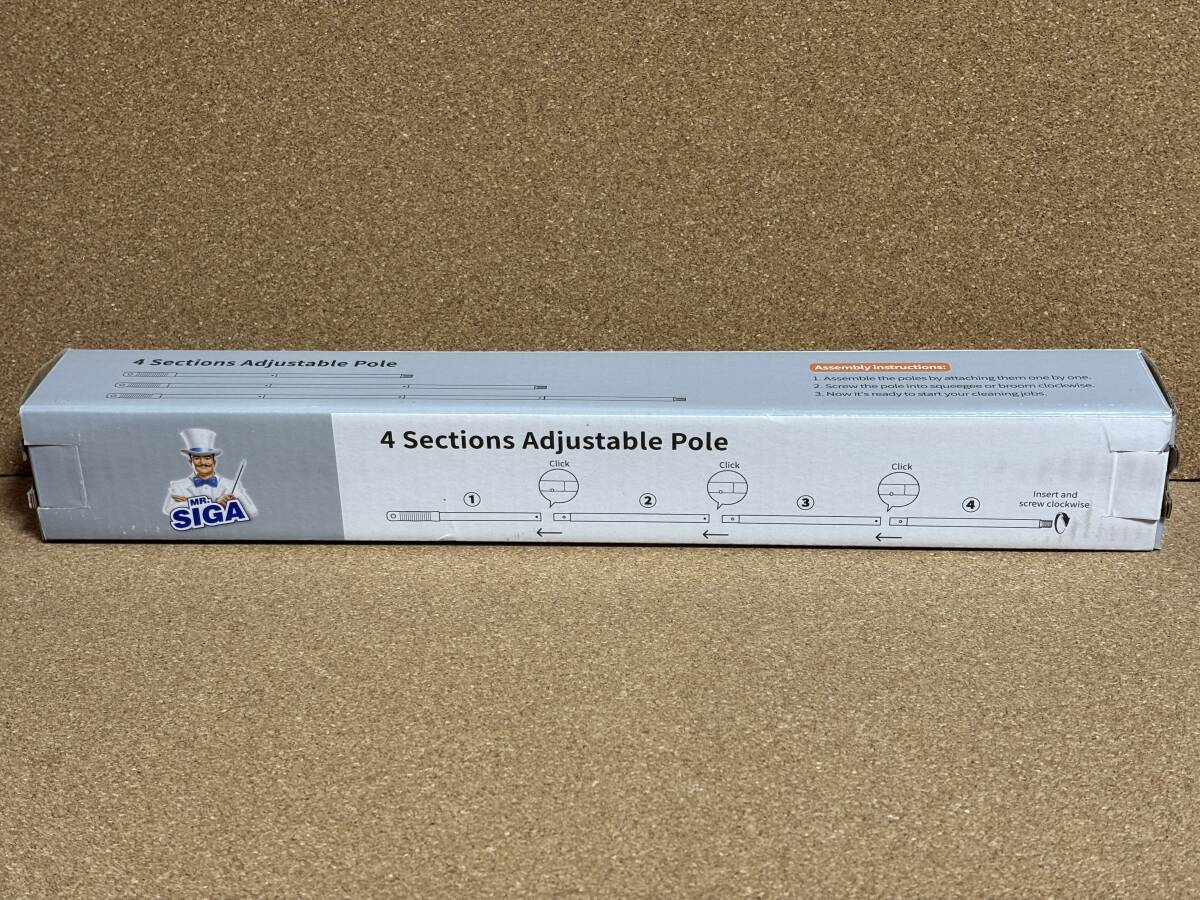 4 Sections Adjustable Pole
Assembly instructions:
1. Assemble the poles by attaching them one by one.
2. Screw the pole into squeegee or broom clockwise.
3. Now it's ready to start your cleaning jobs.
4 Sections Adjustable Pole
MR.
SIGA
Click
Click
Click
1
2
3
4
Insert and
screw clockwise